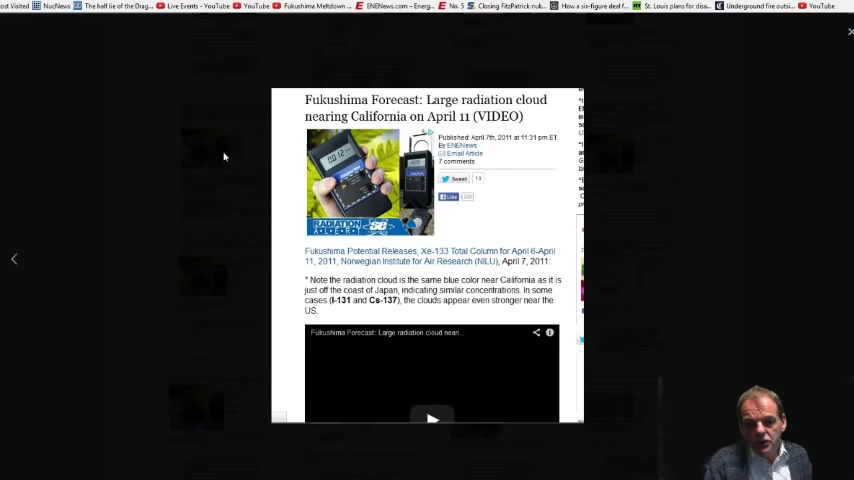 ost Visited NucNews The half lie of the Drag... Live Events - YouTube YouTube Fukushima Meltdown ... ENENews.com – Energ... No. 5 Closing FitzPatrick nuk... How a six-figure deal f... St. Louis plans for disa... Underground fire outsi... YouTube
Fukushima Forecast: Large radiation cloud
nearing California on April 11 (VIDEO)
Published: April 7th, 2011 at 11:31 pm ET
By ENENews
Email Article
7 comments
Tweet 13
Like
RADIATION
ALERT
Fukushima Potential Releases, Xe-133 Total Column for April 6-April
11, 2011, Norwegian Institute for Air Research (NILU), April 7, 2011:
* Note the radiation cloud is the same blue color near California as it is
just off the coast of Japan, indicating similar concentrations. In some
cases (I-131 and Cs-137), the clouds appear even stronger near the
US.
Fukushima Forecast: Large radiation cloud neari...